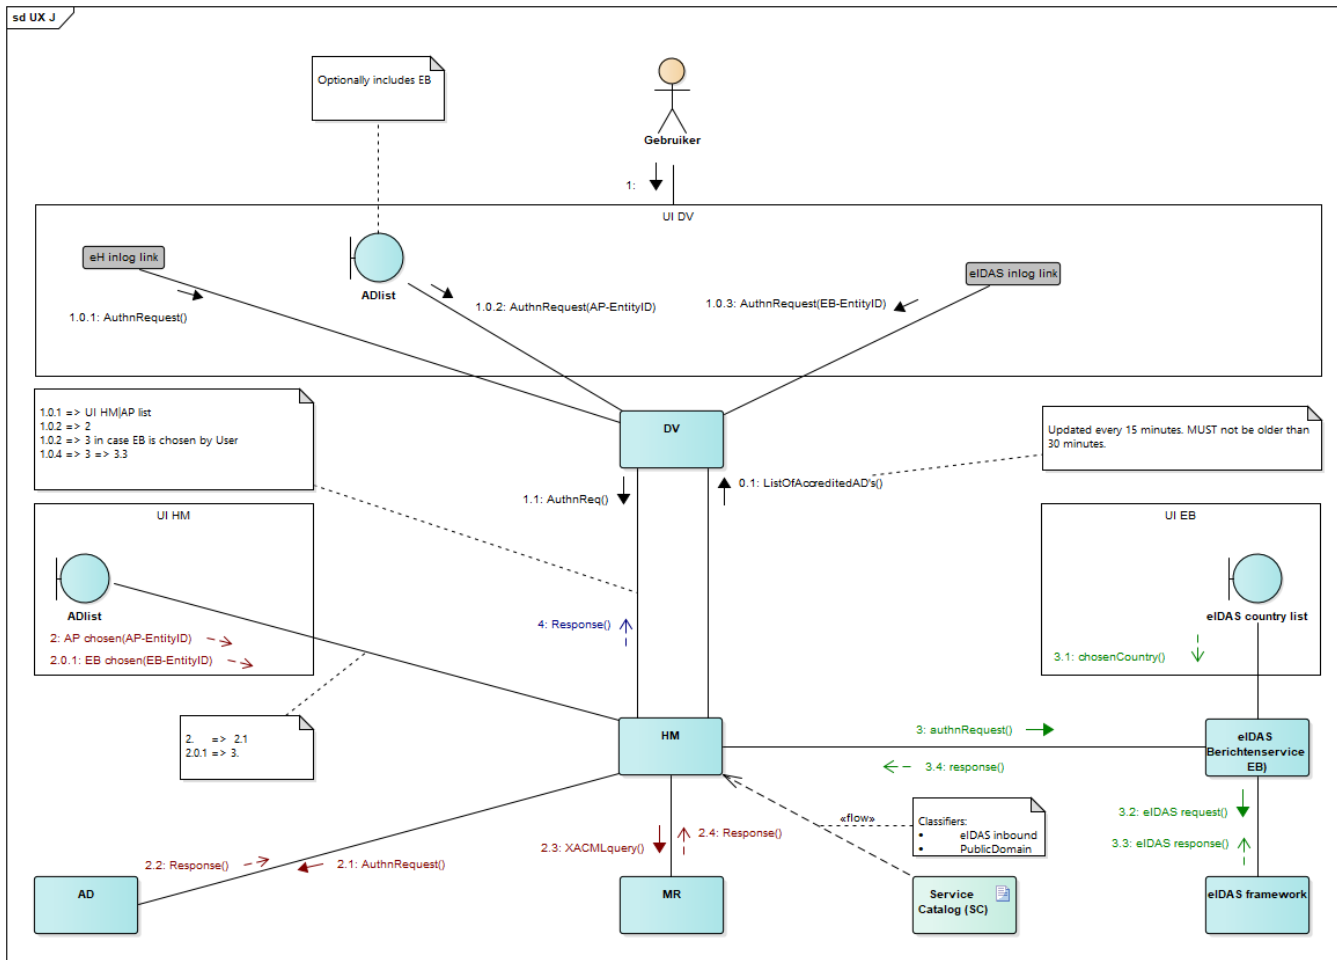 sd UX J
Optionally includes EB
Gebruiker
1:
UI DV
eH inlog link
ADlist
eIDAS inlog link
1.0.1: AuthnRequest()
1.0.2: AuthnRequest(AP-EntityID)
1.0.3: AuthnRequest(EB-EntityID)
1.0.1 => UI HM|AP list
1.0.2 => 2
1.0.2 => 3 in case EB is chosen by User
1.0.4 => 3 => 3.3
DV
Updated every 15 minutes. MUST not be older than
30 minutes.
1.1: AuthnReq()
0.1: ListOfAccreditedAD's()
UI HM
ADlist
2: AP chosen(AP-EntityID)
2.0.1: EB chosen(EB-EntityID)
4: Response()
UI EB
eIDAS country list
3.1: chosenCountry()
2. => 2.1
2.0.1 => 3.
HM
3: authnRequest()
3.4: response()
eIDAS
Berichtenservice
EB)
«flow»
Classifiers:
• eIDAS inbound
• PublicDomain
3.2: eIDAS request()
3.3: eIDAS response()
2.2: Response()
2.1: AuthnRequest()
2.3: XACMLquery()
2.4: Response()
AD
MR
Service
Catalog (SC)
eIDAS framework